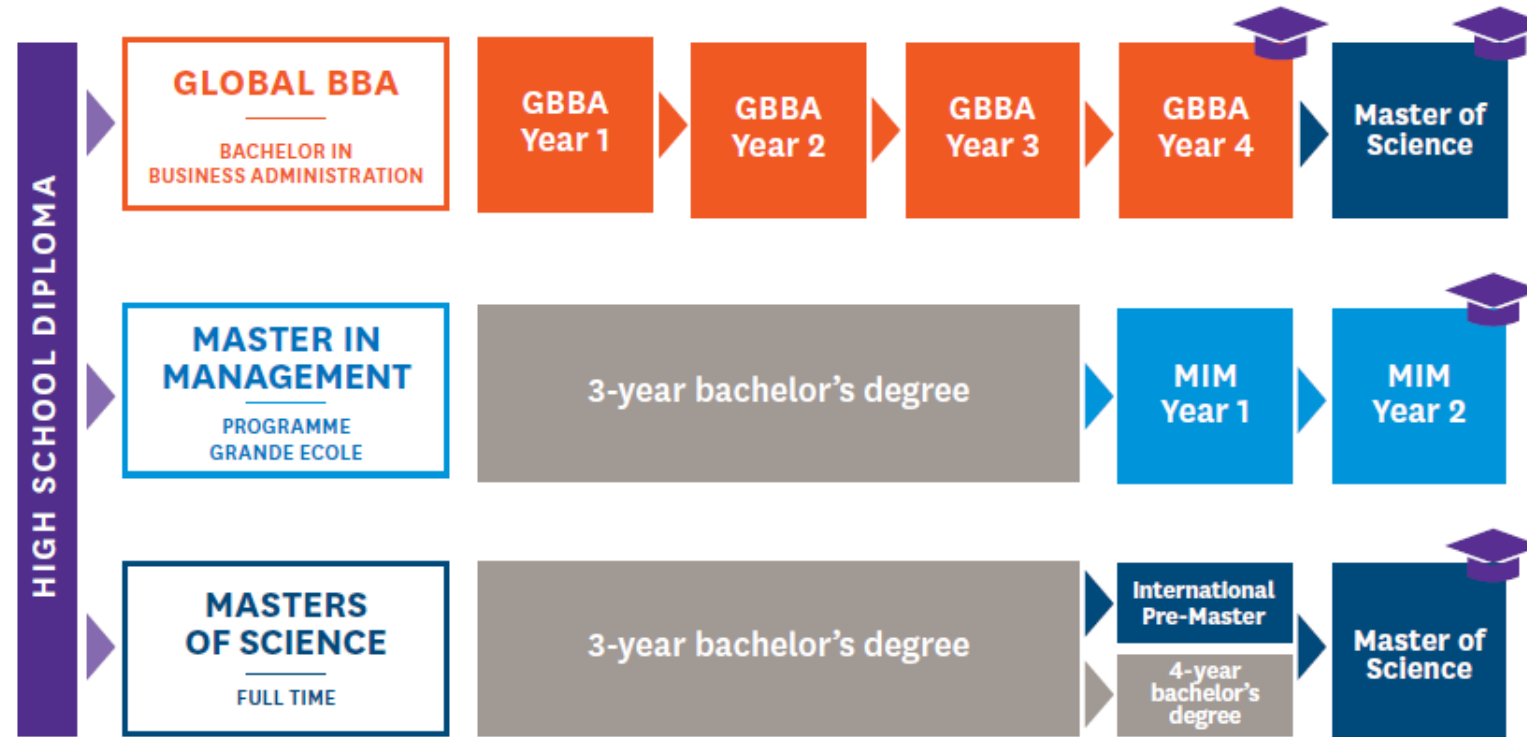 HIGH SCHOOL DIPLOMA
GLOBAL BBA
BACHELOR IN
BUSINESS ADMINISTRATION
GBBA
Year 1
GBBA
Year 2
GBBA
Year 3
GBBA
Year 4
Master of
Science
MASTER IN
MANAGEMENT
PROGRAMME
GRANDE ECOLE
3-year bachelor's degree
MIM
Year 1
MIM
Year 2
MASTERS
OF SCIENCE
FULL TIME
3-year bachelor's degree
International
Pre-Master
4-year
bachelor's
degree
Master of
Science